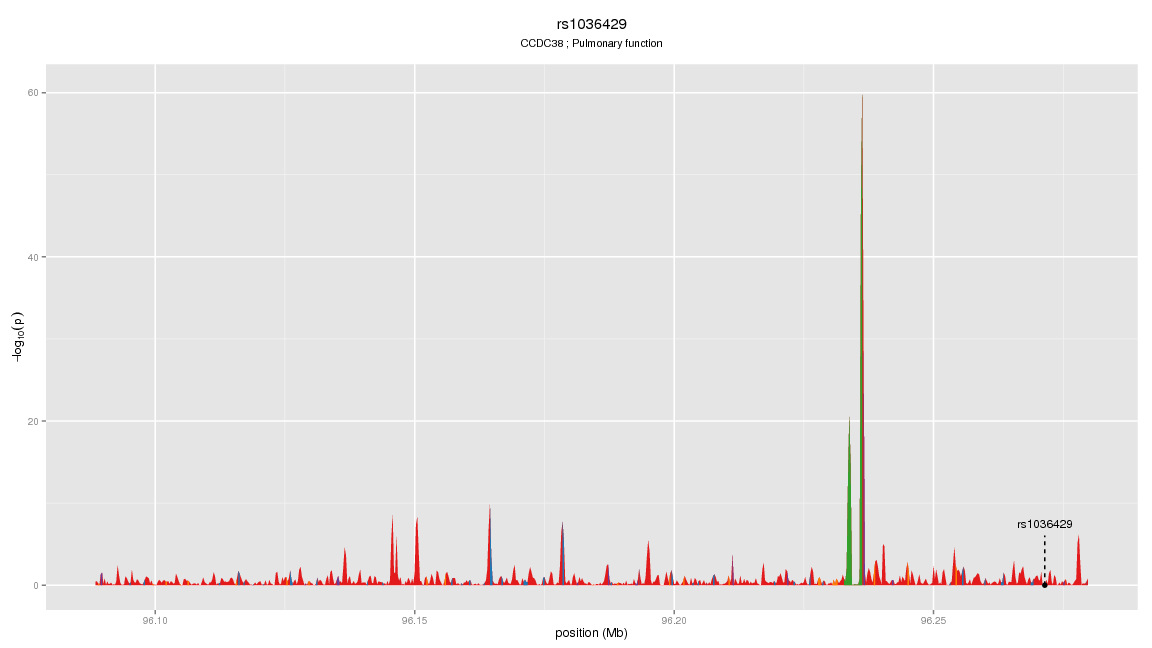 rs1036429
CCDC38 ; Pulmonary function
60
40
20
0
−log10(p)
rs1036429
96.10
96.15
96.20
96.25
position (Mb)